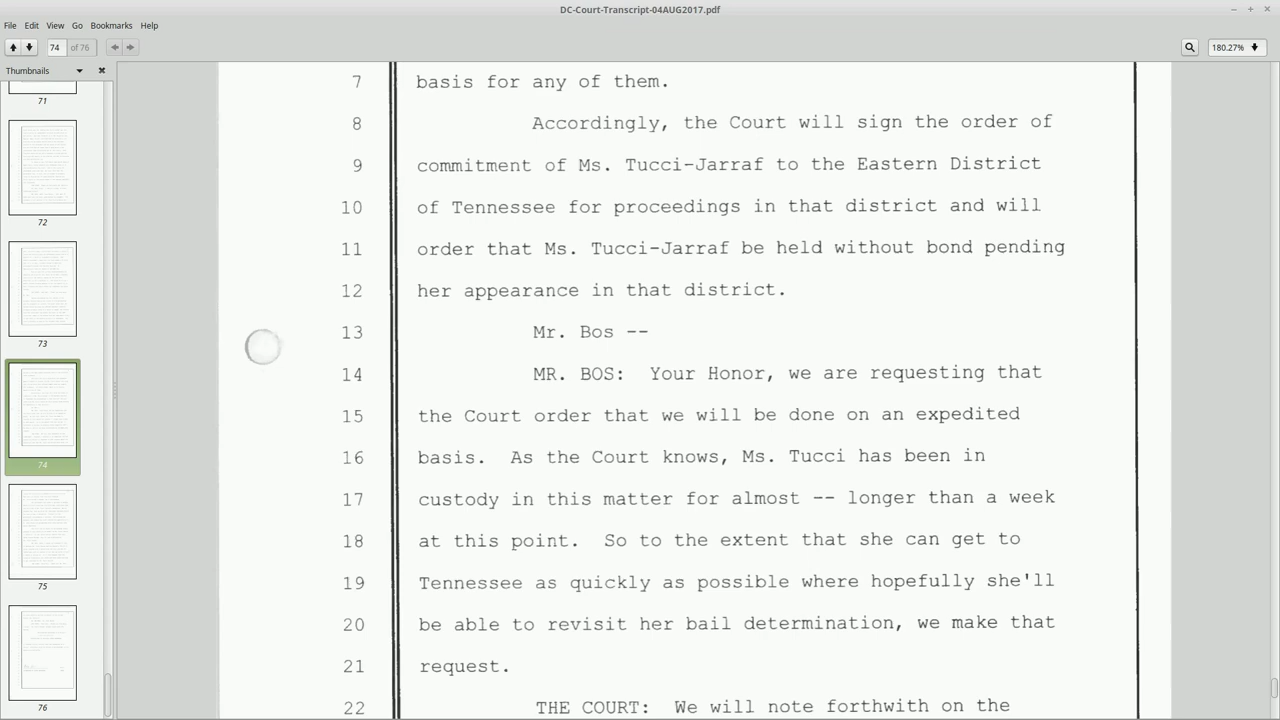 DC-Court-Transcript-04AUG2017.pdf
File Edit View Go Bookmarks Help
74 of 76 180.27%
Thumbnails
71
72
73
74
75
76
7 basis for any of them.
8 Accordingly, the Court will sign the order of
9 commitment of Ms. Tucci-Jarraf to the Eastern District
10 of Tennessee for proceedings in that district and will
11 order that Ms. Tucci-Jarraf be held without bond pending
12 her appearance in that district.
13 Mr. Bos --
14 MR. BOS: Your Honor, we are requesting that
15 the Court order that we will be done on an expedited
16 basis. As the Court knows, Ms. Tucci has been in
17 custody in this matter for almost -- longer than a week
18 at this point. So to the extent that she can get to
19 Tennessee as quickly as possible where hopefully she'll
20 be able to revisit her bail determination, we make that
21 request.
22 THE COURT: We will note forthwith on the